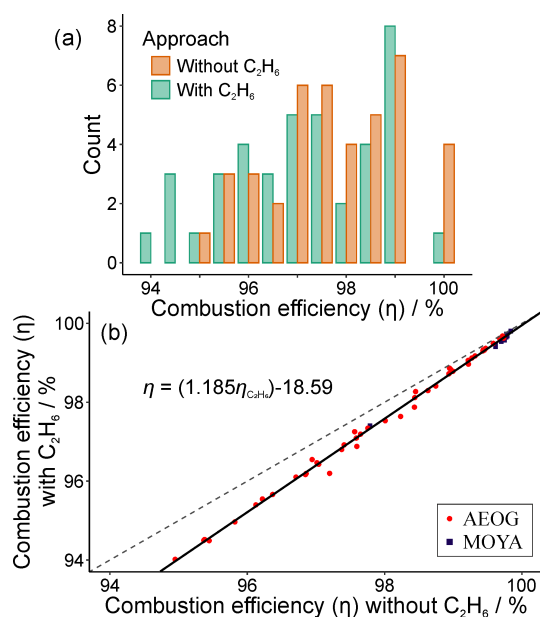 (a)
Approach
Without C₂H₆
With C₂H₆
8
6
4
2
0
Count
94
96
98
100
Combustion efficiency (η) / %
(b)
η = (1.185η_C₂H₆)-18.59
100
98
96
94
Combustion efficiency (η)
with C₂H₆ / %
AEOG
MOYA
94
96
98
100
Combustion efficiency (η) without C₂H₆ / %